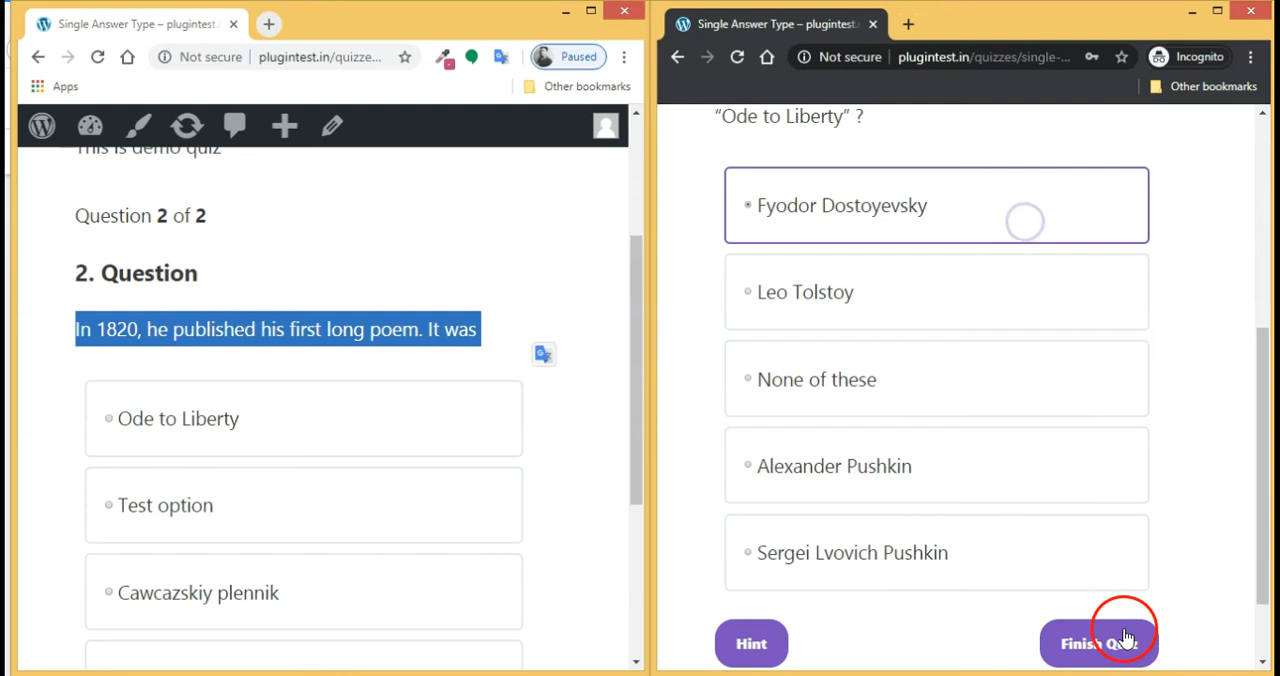 Single Answer Type – plugintest.
Not secure
plugintest.in/quizze...
Paused
Apps
Other bookmarks
This is demo quiz
Question 2 of 2
2. Question
In 1820, he published his first long poem. It was
Ode to Liberty
Test option
Cawcazskiy plennik
Single Answer Type – plugintest.
Not secure
plugintest.in/quizzes/single-...
Incognito
Other bookmarks
“Ode to Liberty” ?
Fyodor Dostoyevsky
Leo Tolstoy
None of these
Alexander Pushkin
Sergei Lvovich Pushkin
Hint
Finish Quiz